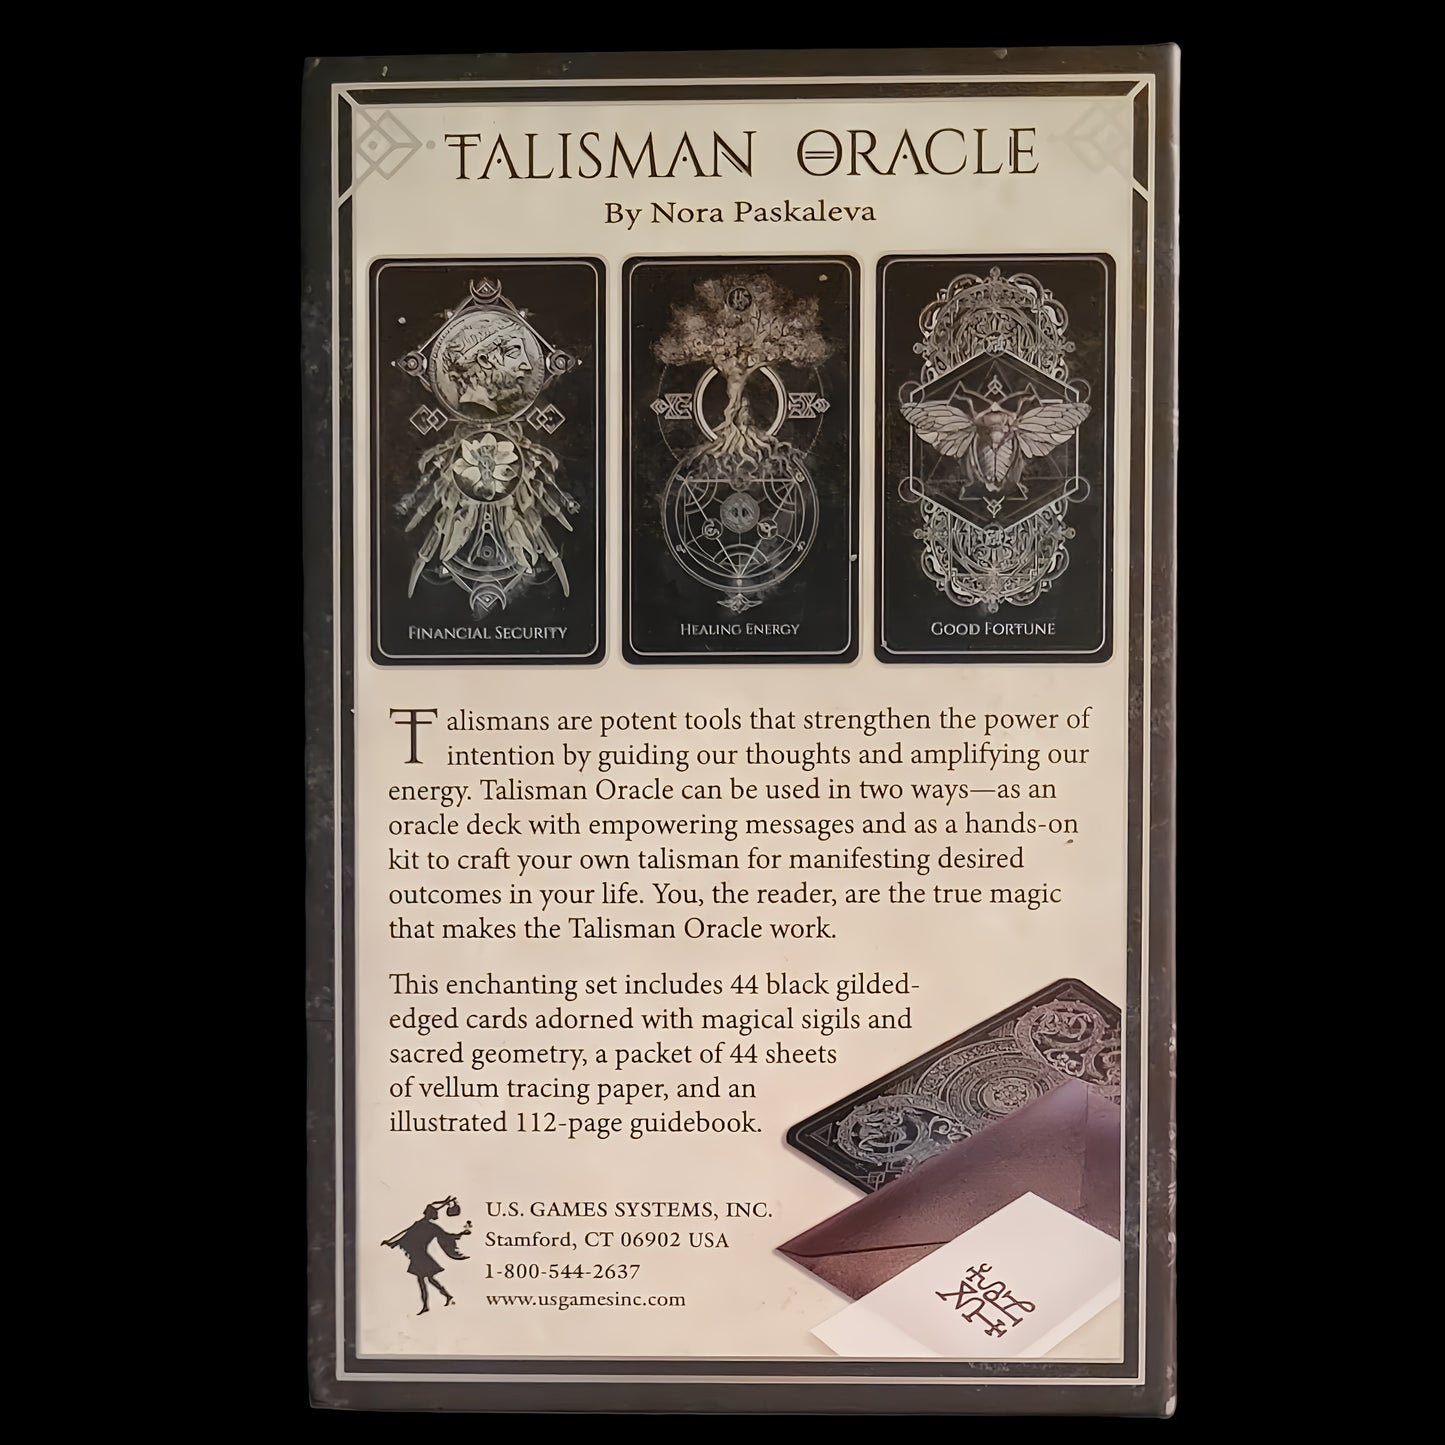 TALISMAN ORACLE
By Nora Paskaleva
FINANCIAL SECURITY
HEALING ENERGY
GOOD FORTUNE
Talismans are potent tools that strengthen the power of
intention by guiding our thoughts and amplifying our
energy. Talisman Oracle can be used in two ways—as an
oracle deck with empowering messages and as a hands-on
kit to craft your own talisman for manifesting desired
outcomes in your life. You, the reader, are the true magic
that makes the Talisman Oracle work.
This enchanting set includes 44 black gilded-
edged cards adorned with magical sigils and
sacred geometry, a packet of 44 sheets
of vellum tracing paper, and an
illustrated 112-page guidebook.
U.S. GAMES SYSTEMS, INC.
Stamford, CT 06902 USA
1-800-544-2637
www.usgamesinc.com